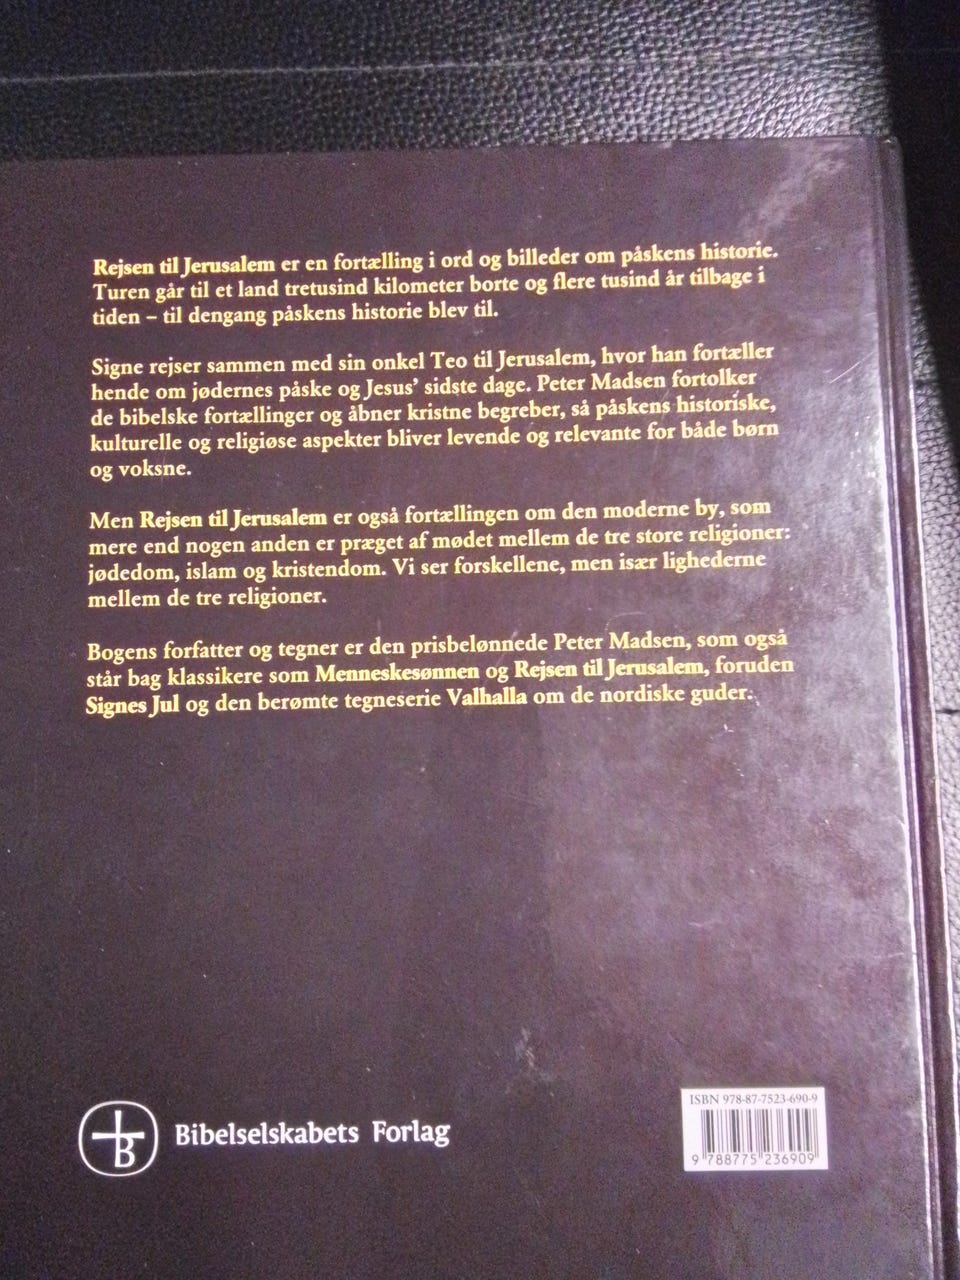 Rejsen til Jerusalem er en fortælling i ord og billeder om påskens historie.
Turen går til et land tretusind kilometer borte og flere tusind år tilbage i
tiden – til dengang påskens historie blev til.
Signe rejser sammen med sin onkel Teo til Jerusalem, hvor han fortæller
hende om jødernes påske og Jesus’ sidste dage. Peter Madsen fortolker
de bibelske fortællinger og åbner kristne begreber, så påskens historiske,
kulturelle og religiøse aspekter bliver levende og relevante for både børn
og voksne.
Men Rejsen til Jerusalem er også fortællingen om den moderne by, som
mere end nogen anden er præget af mødet mellem de tre store religioner:
jødedom, islam og kristendom. Vi ser forskellene, men især lighederne
mellem de tre religioner.
Bogens forfatter og tegner er den prisbelønnede Peter Madsen, som også
står bag klassikere som Menneskesønnen og Rejsen til Jerusalem, foruden
Signes Jul og den berømte tegneserie Valhalla om de nordiske guder.
B
Bibelselskabets Forlag
ISBN 978-87-7523-690-9
9 788775 236909